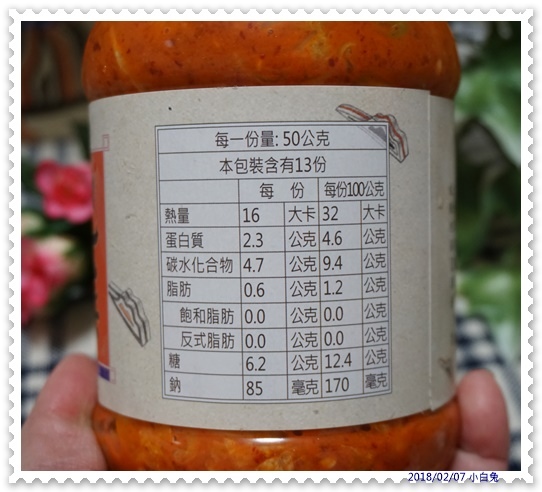 每一份量: 50公克
本包裝含有13份
每 份 每份100公克
熱量 16 大卡 32 大卡
蛋白質 2.3 公克 4.6 公克
碳水化合物 4.7 公克 9.4 公克
脂肪 0.6 公克 1.2 公克
飽和脂肪 0.0 公克 0.0 公克
反式脂肪 0.0 公克 0.0 公克
糖 6.2 公克 12.4 公克
鈉 85 毫克 170 毫克
2018/02/07 小白兔